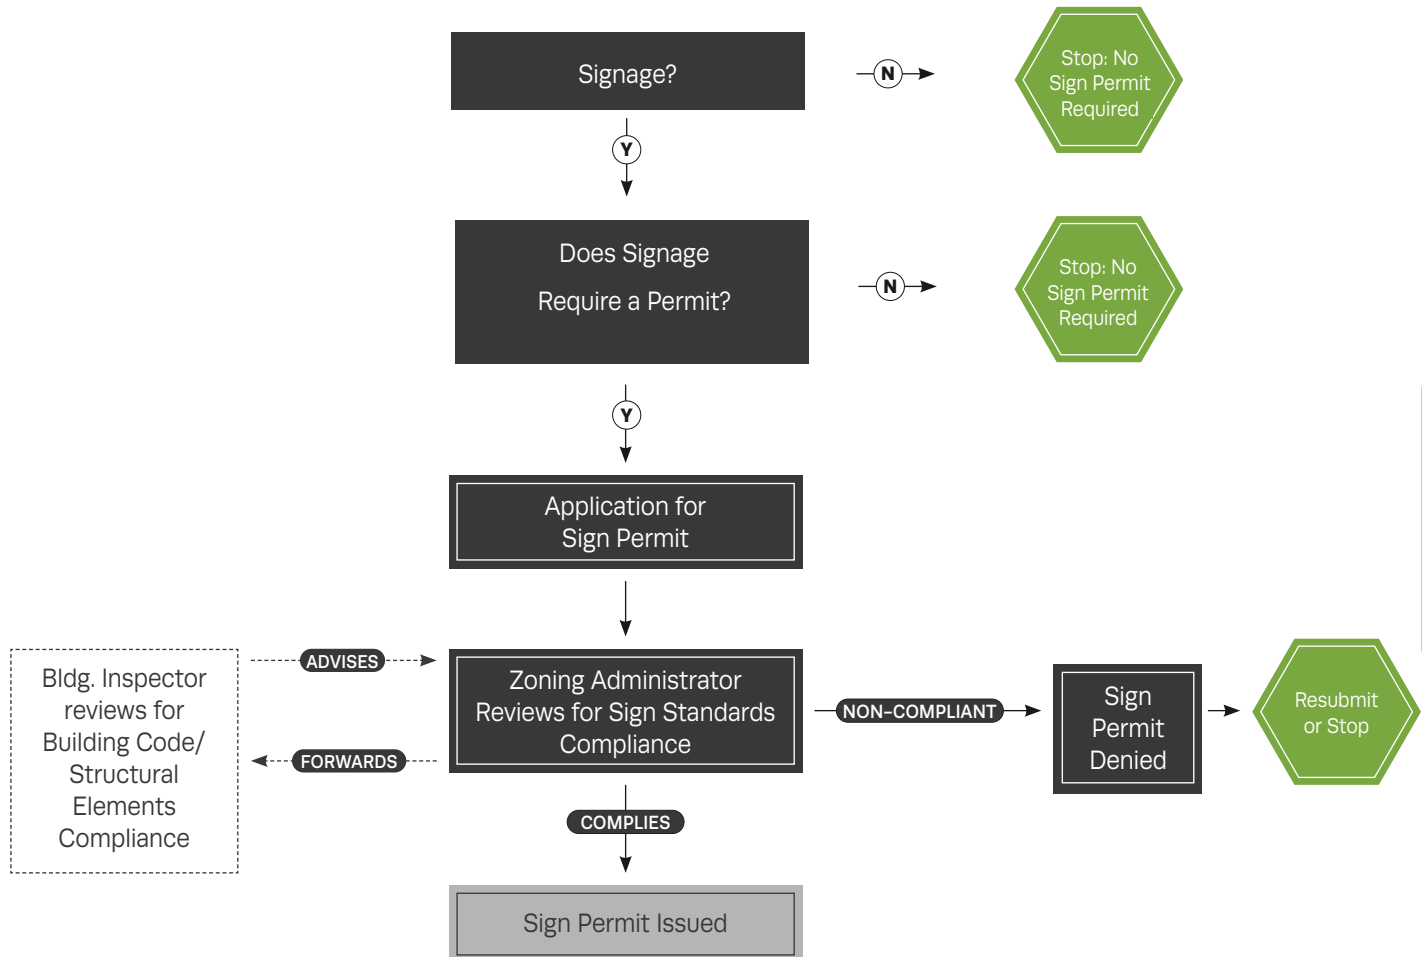 Signage?
N
Stop: No
Sign Permit
Required
Y
Does Signage
Require a Permit?
N
Stop: No
Sign Permit
Required
Y
Application for
Sign Permit
Bldg. Inspector
reviews for
Building Code/
Structural
Elements
Compliance
ADVISES
FORWARDS
Zoning Administrator
Reviews for Sign Standards
Compliance
NON-COMPLIANT
Sign
Permit
Denied
Resubmit
or Stop
COMPLIES
Sign Permit Issued